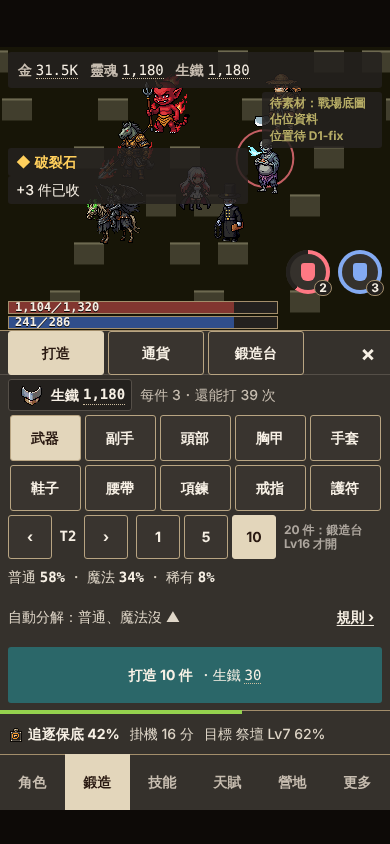 金 31.5K 靈魂 1,180 生鐵 1,180
待素材：戰場底圖
佔位資料
位置待 D1-fix
◆ 破裂石
+3 件已收
2
3
1,104／1,320
241／286
打造 通貨 鍛造台 ×
生鐵 1,180 每件 3・還能打 39 次
武器 副手 頭部 胸甲 手套
鞋子 腰帶 項鍊 戒指 護符
‹ T2 › 1 5 10 20 件：鍛造台
Lv16 才開
普通 58% · 魔法 34% · 稀有 8%
自動分解：普通、魔法沒 ▲ 規則 ›
打造 10 件 · 生鐵 30
追逐保底 42% 掛機 16 分 目標 祭壇 Lv7 62%
角色 鍛造 技能 天賦 營地 更多